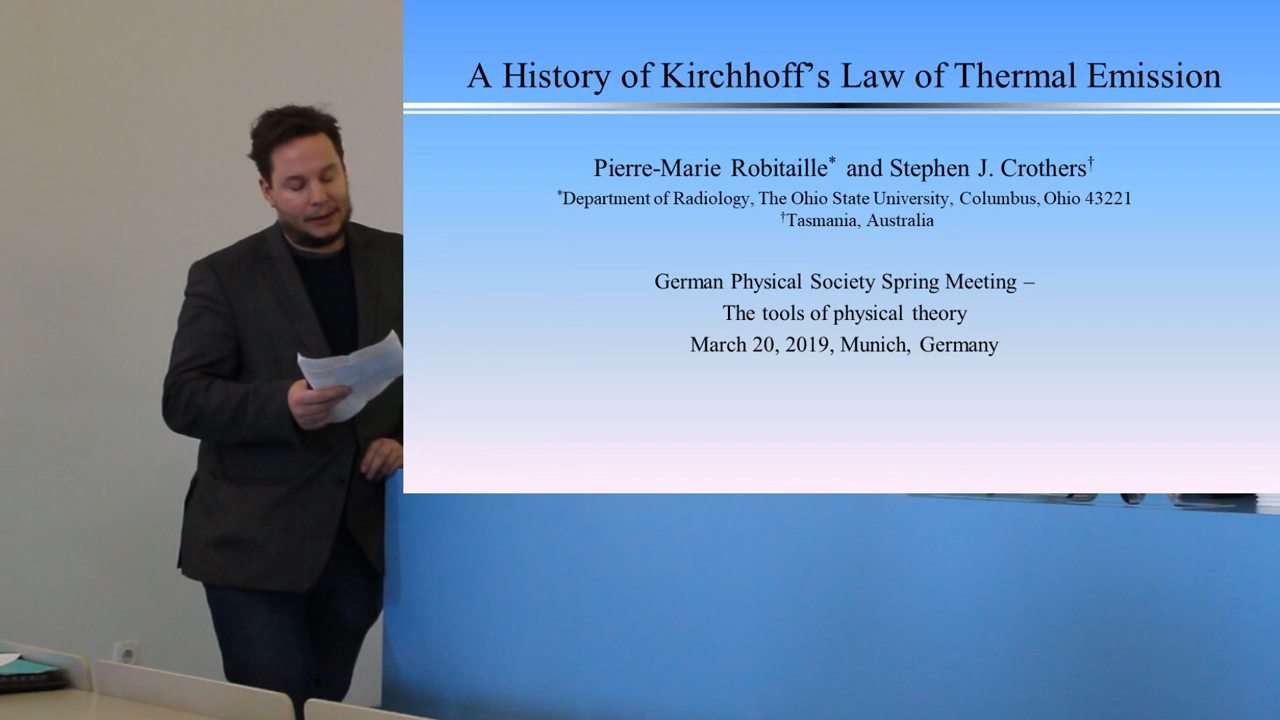 A History of Kirchhoff’s Law of Thermal Emission
Pierre-Marie Robitaille* and Stephen J. Crothers†
*Department of Radiology, The Ohio State University, Columbus, Ohio 43221
†Tasmania, Australia
German Physical Society Spring Meeting –
The tools of physical theory
March 20, 2019, Munich, Germany